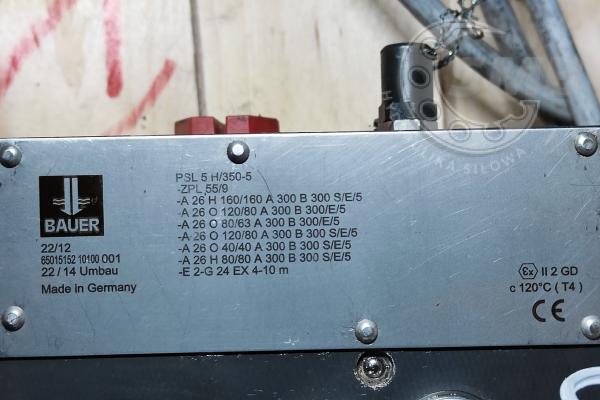 BAUER
22/12
65015152 10100 001
22 / 14 Umbau
Made in Germany
PSL 5 H/350-5
-ZPL 55/9
-A 26 H 160/160 A 300 B 300 S/E/5
-A 26 O 120/80 A 300 B 300/E/5
-A 26 O 80/63 A 300 B 300/E/5
-A 26 O 120/80 A 300 B 300 S/E/5
-A 26 O 40/40 A 300 B 300 S/E/5
-A 26 H 80/80 A 300 B 300 S/E/5
-E 2-G 24 EX 4-10 m
Ex II 2 GD
c 120°C ( T4 )
CE
SIŁOWA